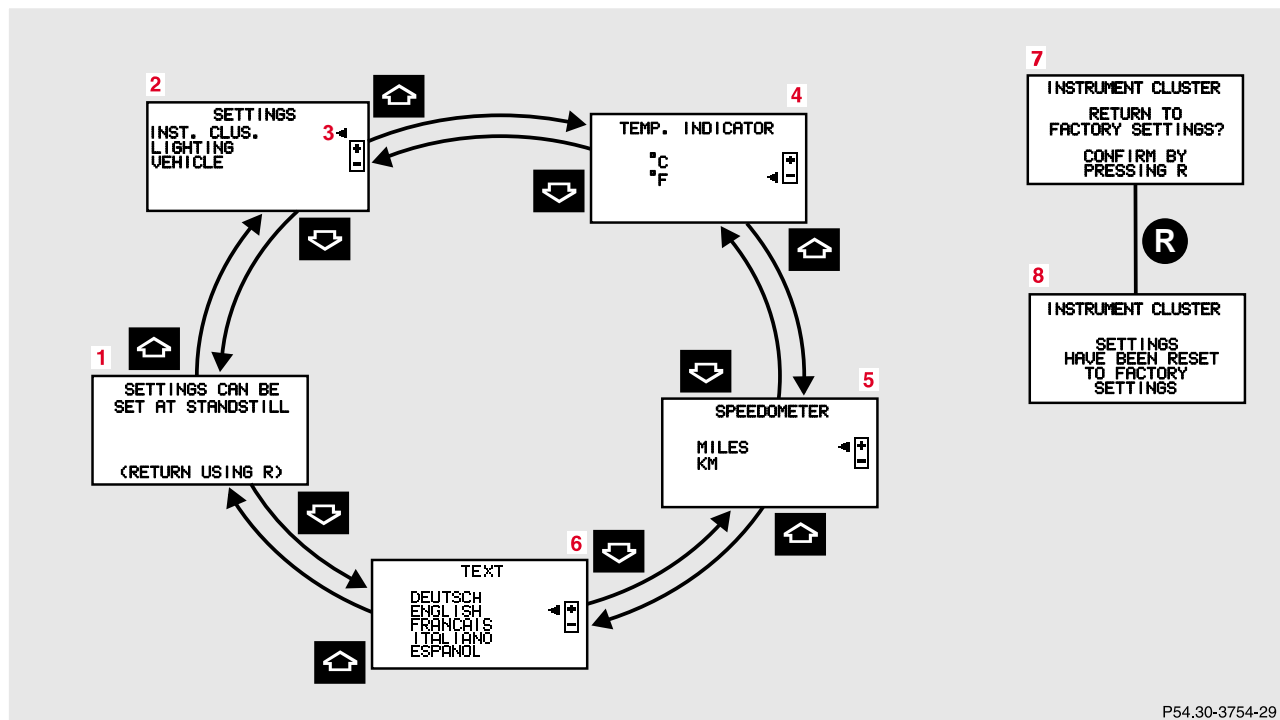 2
SETTINGS
INST. CLUS.
3
LIGHTING
VEHICLE
+
-
4
TEMP. INDICATOR
°C
°F
+
-
1
SETTINGS CAN BE
SET AT STANDSTILL
(RETURN USING R)
5
SPEEDOMETER
MILES
KM
+
-
6
TEXT
DEUTSCH
ENGLISH
FRANCAIS
ITALIANO
ESPANOL
+
-
7
INSTRUMENT CLUSTER
RETURN TO
FACTORY SETTINGS?
CONFIRM BY
PRESSING R
R
8
INSTRUMENT CLUSTER
SETTINGS
HAVE BEEN RESET
TO FACTORY
SETTINGS
P54.30-3754-29